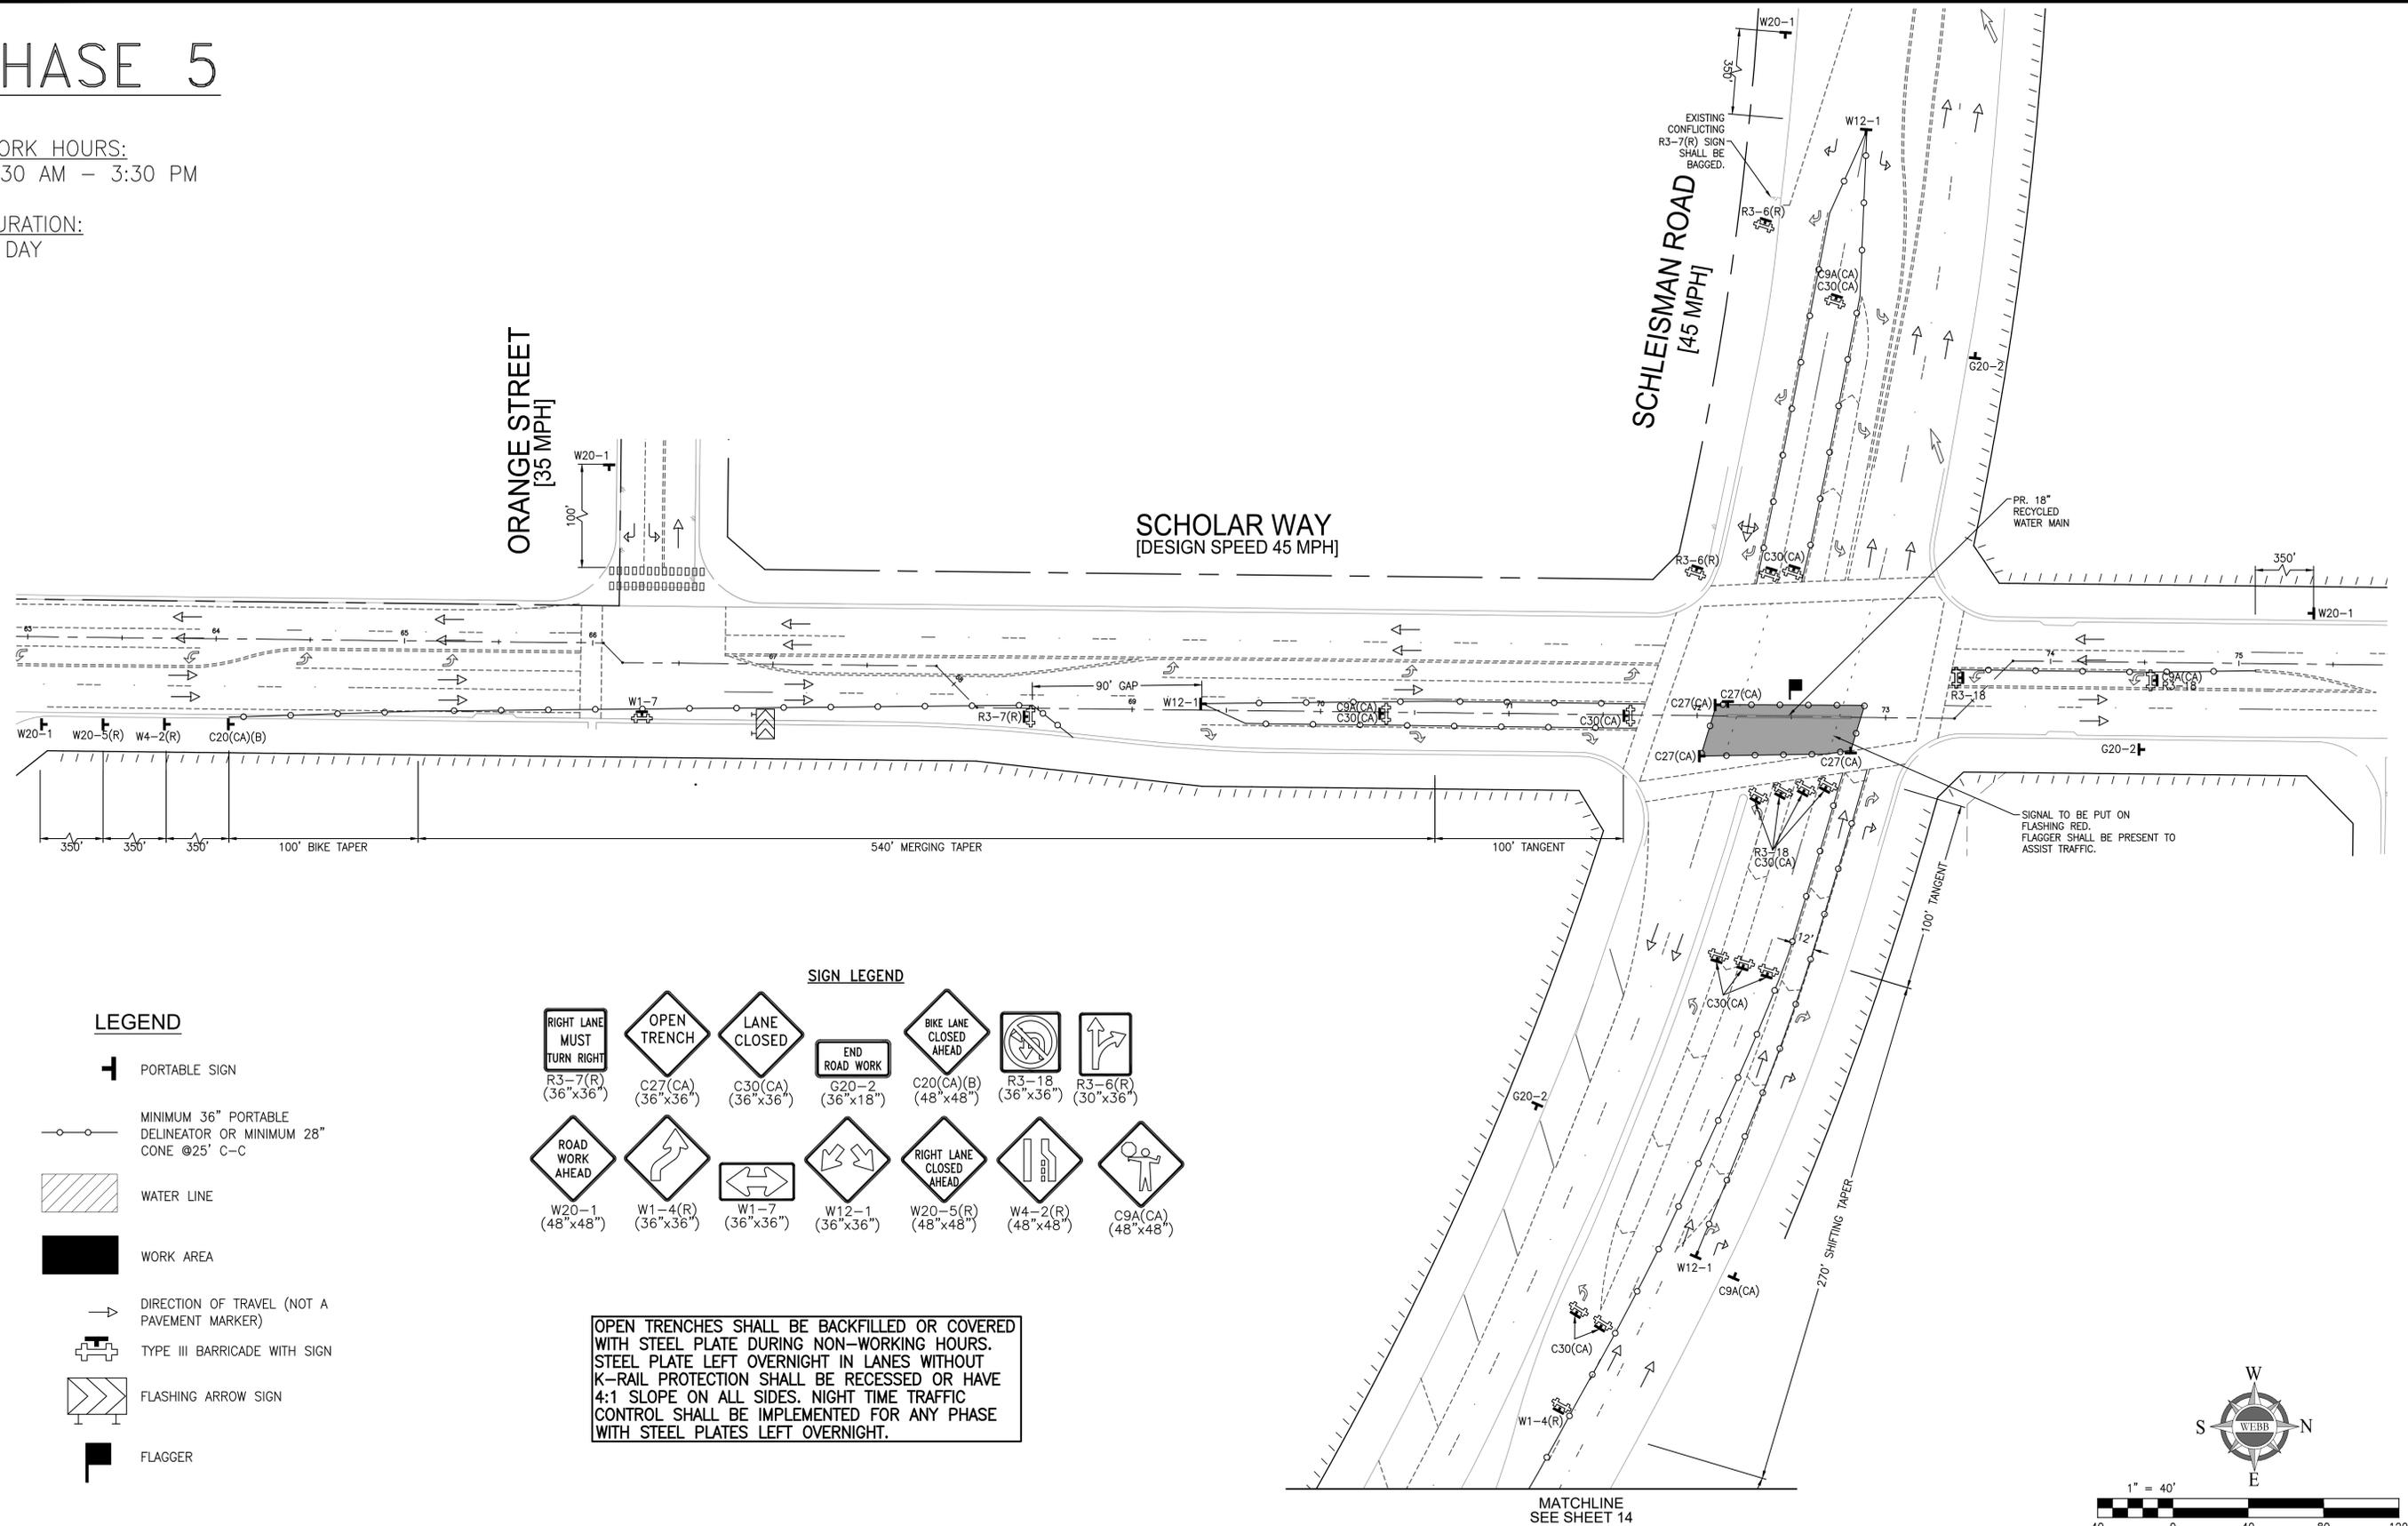 HASE 5
ORK HOURS:
30 AM – 3:30 PM
URATION:
DAY
W20-1
350'
EXISTING
CONFLICTING
R3-7(R) SIGN
SHALL BE
BAGGED.
W12-1
R3-6(R)
SCHLEISMAN ROAD
[45 MPH]
C9A(CA)
C30(CA)
G20-2
ORANGE STREET
[35 MPH]
W20-1
100'
SCHOLAR WAY
[DESIGN SPEED 45 MPH]
PR. 18"
RECYCLED
WATER MAIN
R3-6(R)
C30(CA)
350'
W20-1
63
64
65
66
67
69
70
71
72
73
74
75
90' GAP
W1-7
R3-7(R)
W12-1
C9A(CA)
C30(CA)
C30(CA)
C27(CA)
C27(CA)
C27(CA)
C27(CA)
R3-18
C9A(CA)
R3-18
G20-2
W20-1
W20-5(R)
W4-2(R)
C20(CA)(B)
350'
350'
350'
100' BIKE TAPER
540' MERGING TAPER
100' TANGENT
SIGNAL TO BE PUT ON
FLASHING RED.
FLAGGER SHALL BE PRESENT TO
ASSIST TRAFFIC.
R3-18
C30(CA)
100' TANGENT
12'
C30(CA)
G20-2
270' SHIFTING TAPER
W12-1
C9A(CA)
C30(CA)
W1-4(R)
MATCHLINE
SEE SHEET 14
LEGEND
PORTABLE SIGN
MINIMUM 36" PORTABLE
DELINEATOR OR MINIMUM 28"
CONE @25' C-C
WATER LINE
WORK AREA
DIRECTION OF TRAVEL (NOT A
PAVEMENT MARKER)
TYPE III BARRICADE WITH SIGN
FLASHING ARROW SIGN
FLAGGER
SIGN LEGEND
RIGHT LANE
MUST
TURN RIGHT
R3-7(R)
(36"x36")
OPEN
TRENCH
C27(CA)
(36"x36")
LANE
CLOSED
C30(CA)
(36"x36")
END
ROAD WORK
G20-2
(36"x18")
BIKE LANE
CLOSED
AHEAD
C20(CA)(B)
(48"x48")
R3-18
(36"x36")
R3-6(R)
(30"x36")
ROAD
WORK
AHEAD
W20-1
(48"x48")
W1-4(R)
(36"x36")
W1-7
(36"x36")
W12-1
(36"x36")
RIGHT LANE
CLOSED
AHEAD
W20-5(R)
(48"x48")
W4-2(R)
(48"x48")
C9A(CA)
(48"x48")
OPEN TRENCHES SHALL BE BACKFILLED OR COVERED
WITH STEEL PLATE DURING NON-WORKING HOURS.
STEEL PLATE LEFT OVERNIGHT IN LANES WITHOUT
K-RAIL PROTECTION SHALL BE RECESSED OR HAVE
4:1 SLOPE ON ALL SIDES. NIGHT TIME TRAFFIC
CONTROL SHALL BE IMPLEMENTED FOR ANY PHASE
WITH STEEL PLATES LEFT OVERNIGHT.
W
S WEBB N
E
1" = 40'